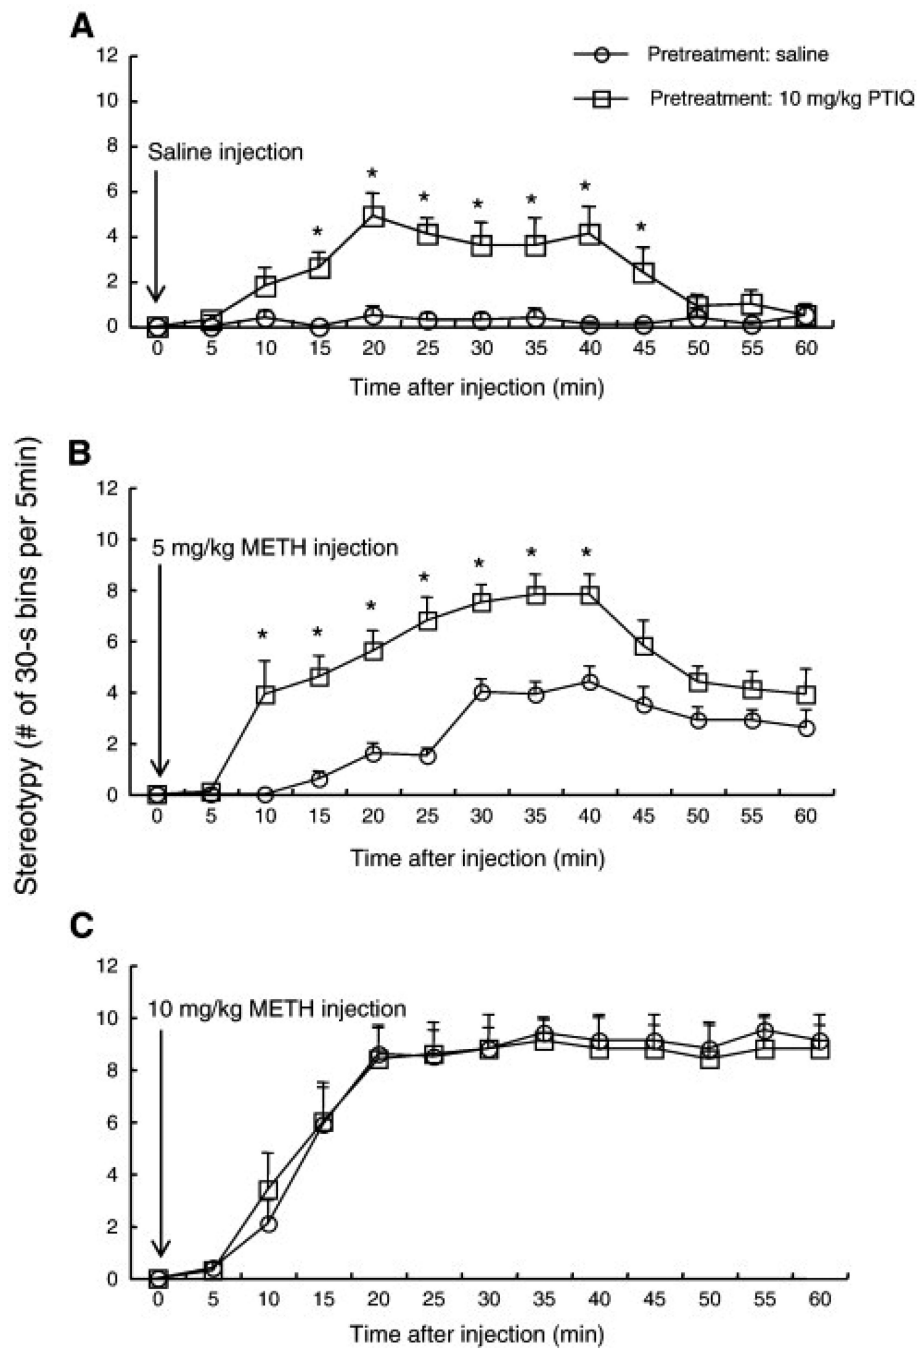 A
12
10
8
6
4
2
0
Pretreatment: saline
Pretreatment: 10 mg/kg PTIQ
Saline injection
* * * * * * *
0 5 10 15 20 25 30 35 40 45 50 55 60
Time after injection (min)
Stereotypy (# of 30-s bins per 5min)
B
12
10
8
6
4
2
0
5 mg/kg METH injection
* * * * * * *
0 5 10 15 20 25 30 35 40 45 50 55 60
Time after injection (min)
C
12
10
8
6
4
2
0
10 mg/kg METH injection
0 5 10 15 20 25 30 35 40 45 50 55 60
Time after injection (min)